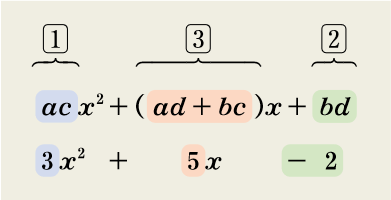 1 3 2
acx²+(ad+bc)x+bd
3x² + 5x − 2